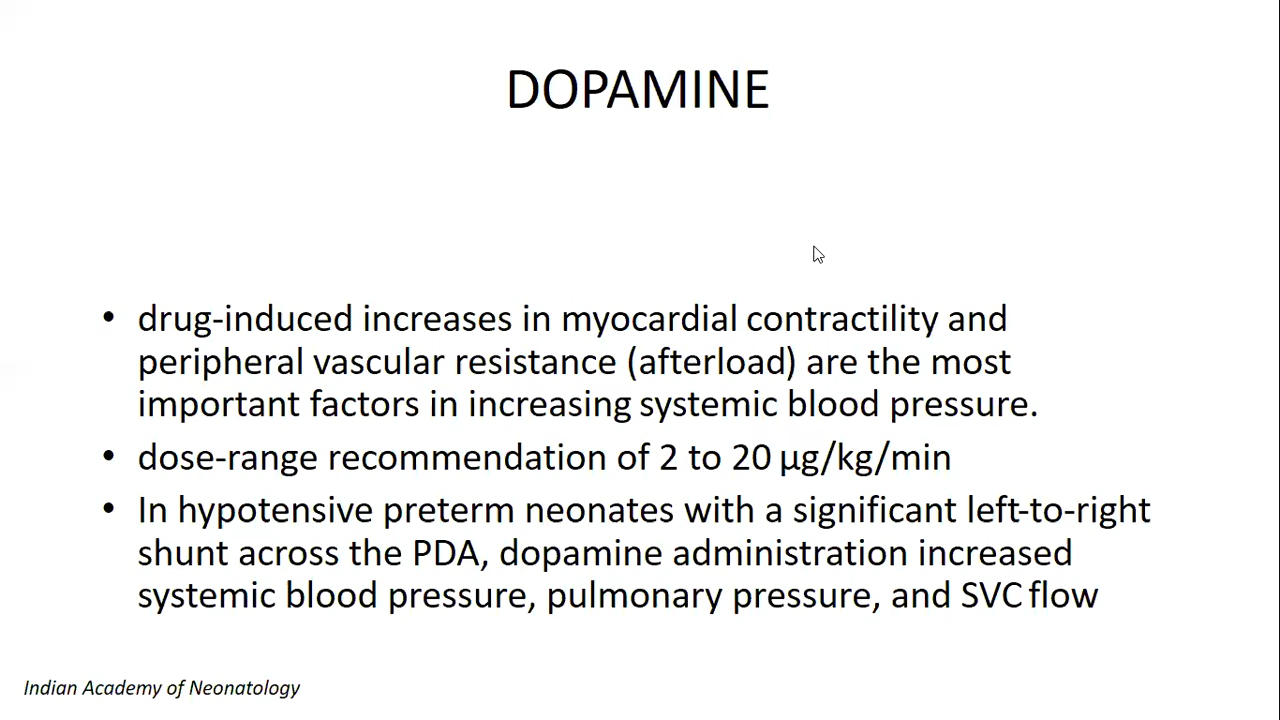 DOPAMINE
• drug-induced increases in myocardial contractility and
peripheral vascular resistance (afterload) are the most
important factors in increasing systemic blood pressure.
• dose-range recommendation of 2 to 20 µg/kg/min
• In hypotensive preterm neonates with a significant left-to-right
shunt across the PDA, dopamine administration increased
systemic blood pressure, pulmonary pressure, and SVC flow
Indian Academy of Neonatology